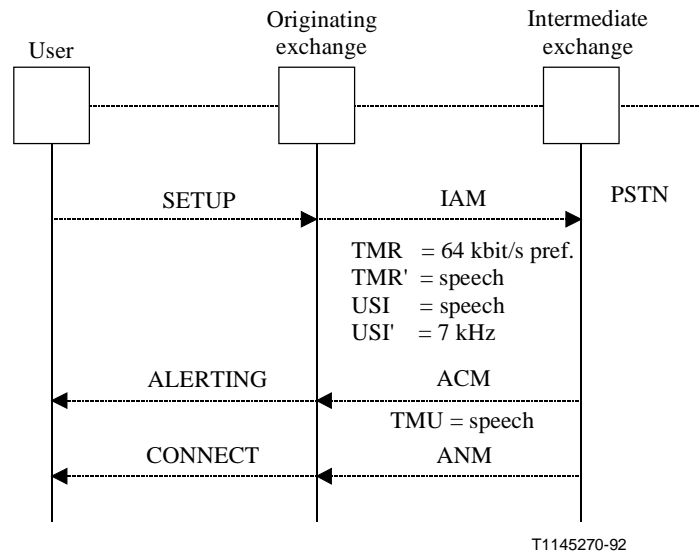 Originating
exchange
Intermediate
exchange
User
SETUP
IAM
PSTN
TMR = 64 kbit/s pref.
TMR' = speech
USI = speech
USI' = 7 kHz
ALERTING
ACM
TMU = speech
CONNECT
ANM
T1145270-92